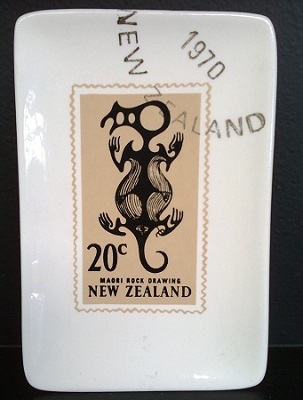 NEW ZEALAND
1970
20c
MAORI ROCK DRAWING
NEW ZEALAND